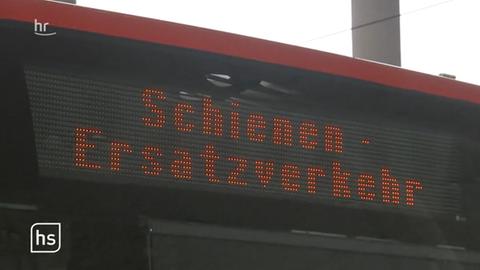 hr
Schienen-
Ersatzverkehr
hs